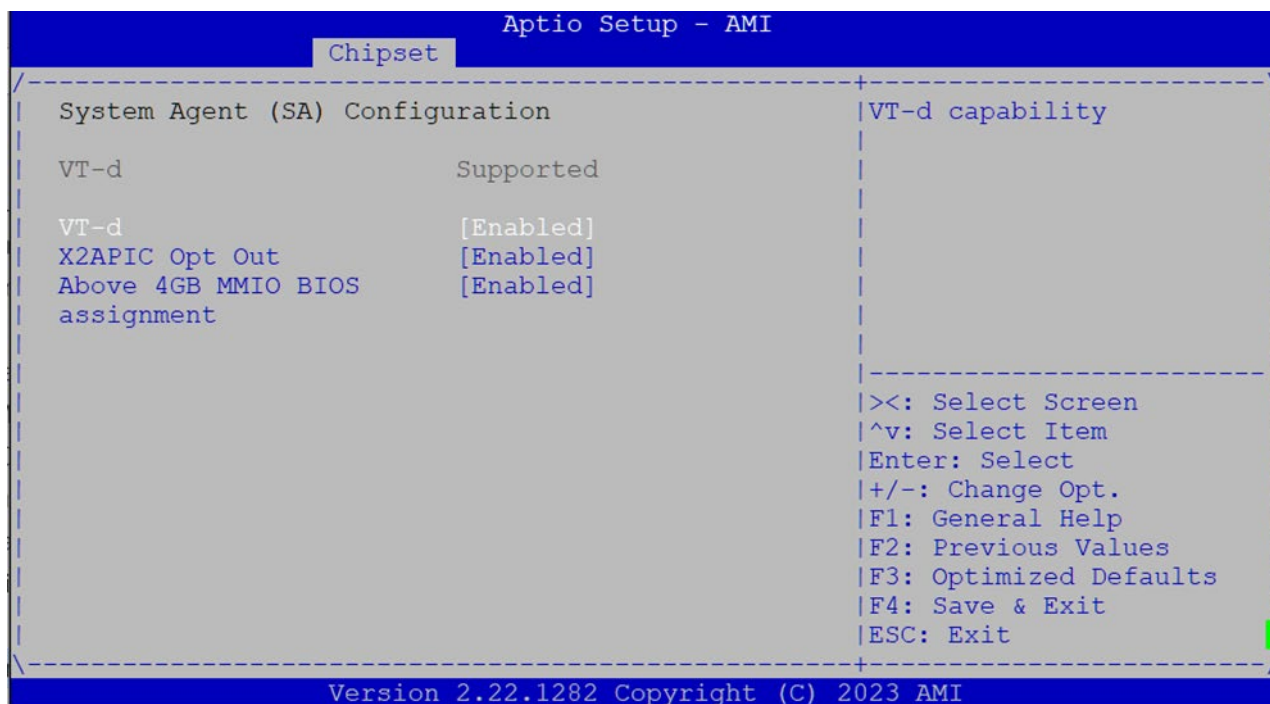 Aptio Setup - AMI
Chipset
System Agent (SA) Configuration
VT-d Supported
VT-d [Enabled]
X2APIC Opt Out [Enabled]
Above 4GB MMIO BIOS [Enabled]
assignment
VT-d capability
><: Select Screen
^v: Select Item
Enter: Select
+/-: Change Opt.
F1: General Help
F2: Previous Values
F3: Optimized Defaults
F4: Save & Exit
ESC: Exit
Version 2.22.1282 Copyright (C) 2023 AMI